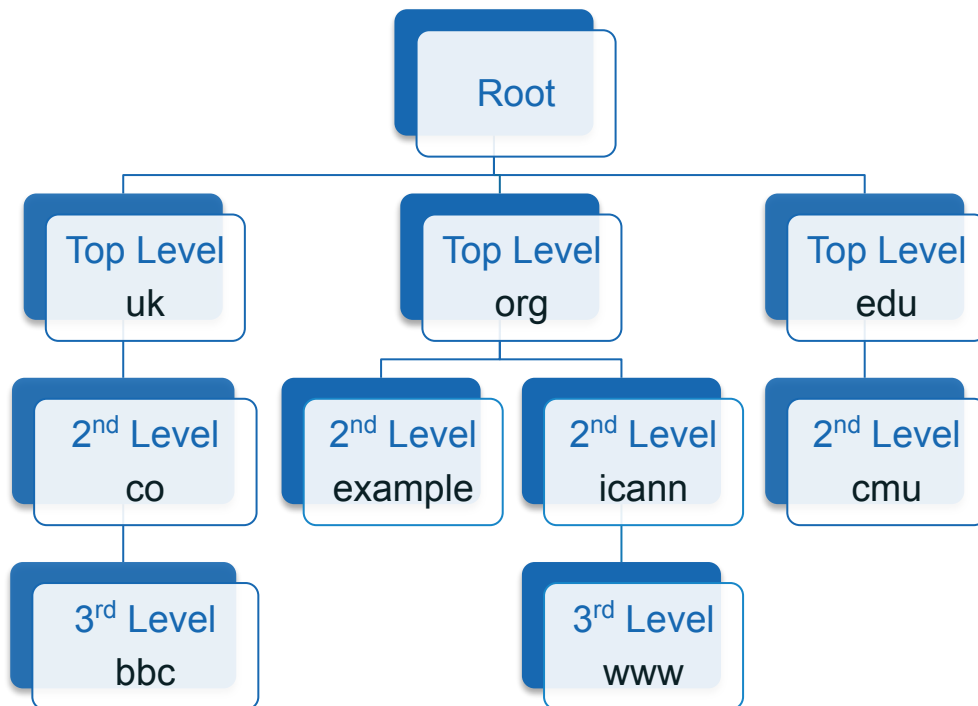 Root
Top Level
uk
Top Level
org
Top Level
edu
2nd Level
co
2nd Level
example
2nd Level
icann
2nd Level
cmu
3rd Level
bbc
3rd Level
www